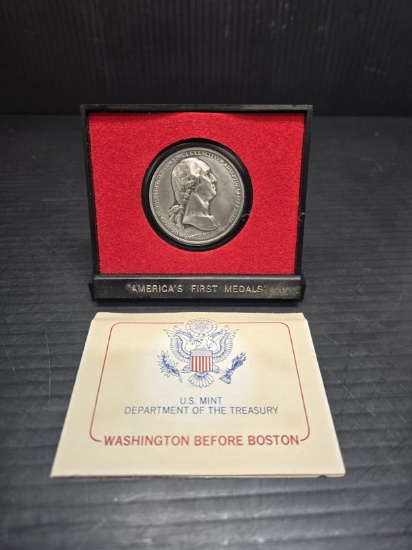 "AMERICA'S FIRST MEDALS"
U.S. MINT
DEPARTMENT OF THE TREASURY
WASHINGTON BEFORE BOSTON